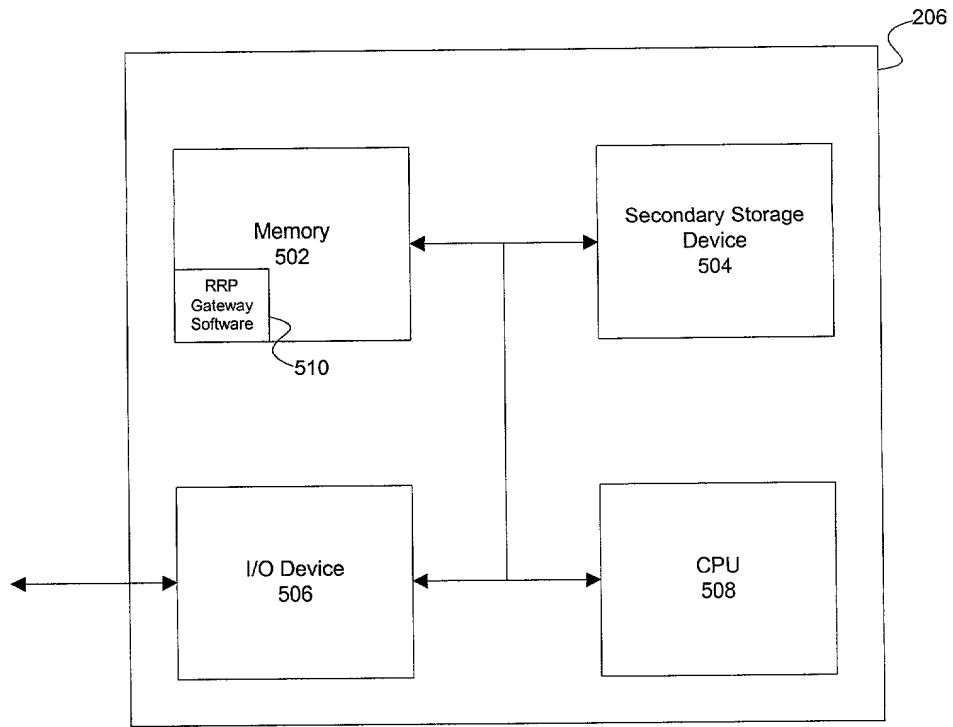 206
Memory
502
RRP
Gateway
Software
510
Secondary Storage
Device
504
I/O Device
506
CPU
508